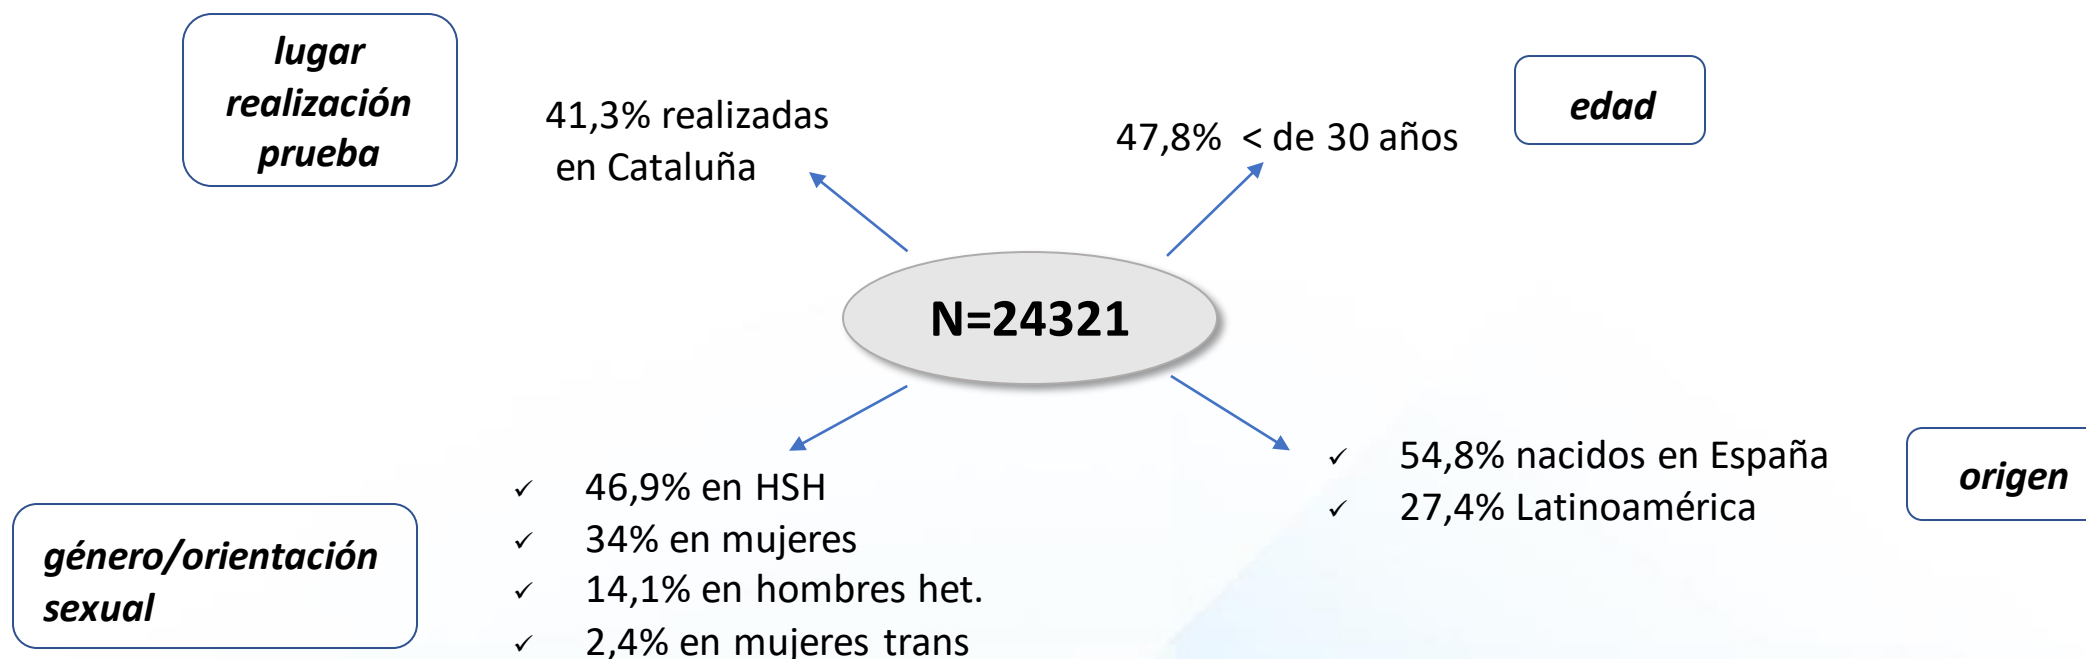 lugar
realización
prueba
41,3% realizadas
en Cataluña
47,8% < de 30 años
edad
N=24321
género/orientación
sexual
✓ 46,9% en HSH
✓ 34% en mujeres
✓ 14,1% en hombres het.
✓ 2,4% en mujeres trans
✓ 54,8% nacidos en España
✓ 27,4% Latinoamérica
origen